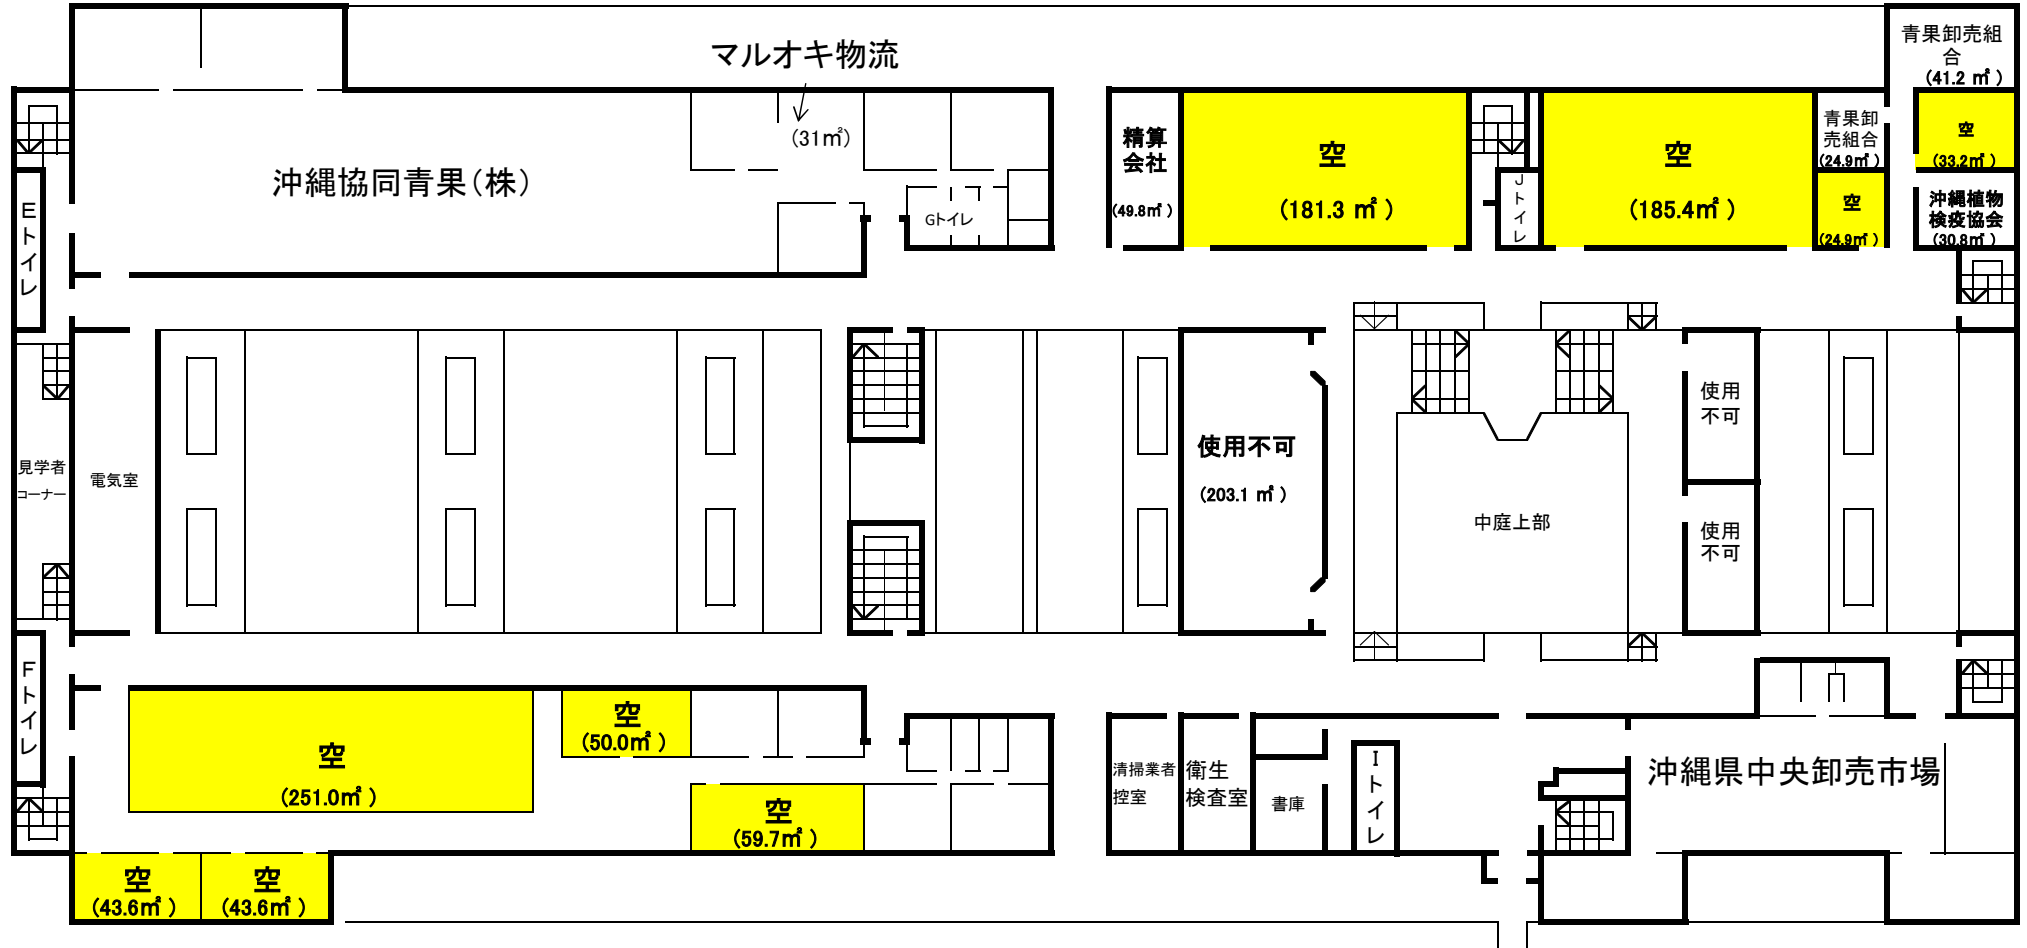 青果卸売組
合
(41.2 ㎡ )
マルオキ物流
(31㎡)
沖縄協同青果(株)
Eトイレ
Gトイレ
精算
会社
(49.8㎡ )
空
(181.3 ㎡ )
Jトイレ
空
(185.4㎡ )
青果卸
売組合
(24.9㎡ )
空
(24.9㎡ )
空
(33.2㎡ )
沖縄植物
検疫協会
(30.8㎡ )
見学者
コーナー
電気室
使用不可
(203.1 ㎡ )
中庭上部
使用
不可
使用
不可
Fトイレ
空
(251.0㎡ )
空
(50.0㎡ )
空
(59.7㎡ )
空
(43.6㎡ )
空
(43.6㎡ )
清掃業者
控室
衛生
検査室
書庫
Iトイレ
沖縄県中央卸売市場